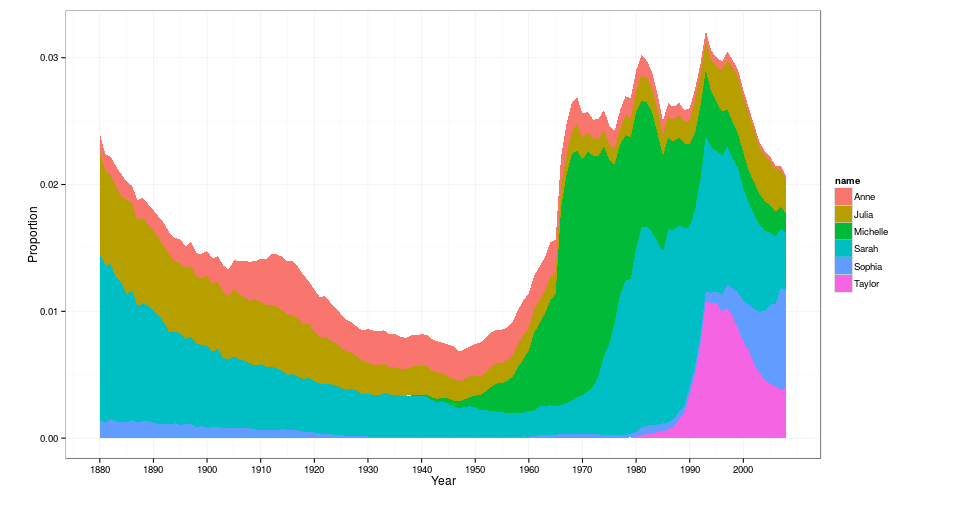 0.03
0.02
0.01
0.00
Proportion
1880 1890 1900 1910 1920 1930 1940 1950 1960 1970 1980 1990 2000
Year
name
Anne
Julia
Michelle
Sarah
Sophia
Taylor